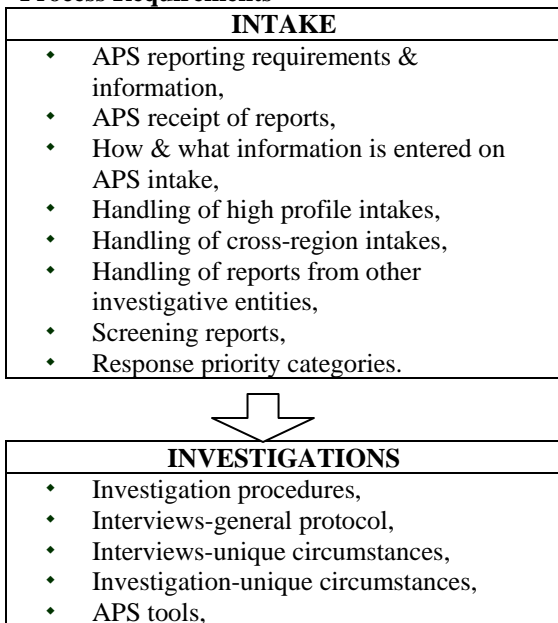 INTAKE
APS reporting requirements &
information,
APS receipt of reports,
How & what information is entered on
APS intake,
Handling of high profile intakes,
Handling of cross-region intakes,
Handling of reports from other
investigative entities,
Screening reports,
Response priority categories.
INVESTIGATIONS
Investigation procedures,
Interviews-general protocol,
Interviews-unique circumstances,
Investigation-unique circumstances,
APS tools,